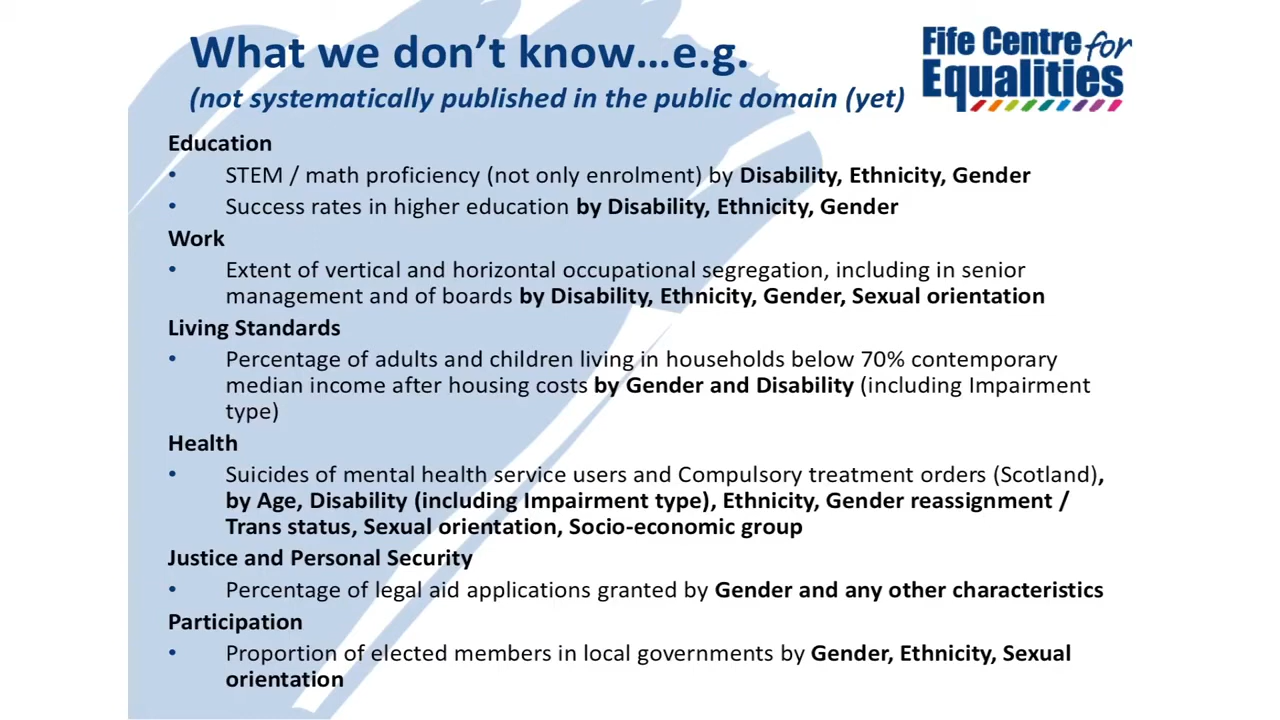 What we don't know...e.g.
(not systematically published in the public domain (yet)
Fife Centre for
Equalities
Education
• STEM / math proficiency (not only enrolment) by Disability, Ethnicity, Gender
• Success rates in higher education by Disability, Ethnicity, Gender
Work
• Extent of vertical and horizontal occupational segregation, including in senior
management and of boards by Disability, Ethnicity, Gender, Sexual orientation
Living Standards
• Percentage of adults and children living in households below 70% contemporary
median income after housing costs by Gender and Disability (including Impairment
type)
Health
• Suicides of mental health service users and Compulsory treatment orders (Scotland),
by Age, Disability (including Impairment type), Ethnicity, Gender reassignment /
Trans status, Sexual orientation, Socio-economic group
Justice and Personal Security
• Percentage of legal aid applications granted by Gender and any other characteristics
Participation
• Proportion of elected members in local governments by Gender, Ethnicity, Sexual
orientation